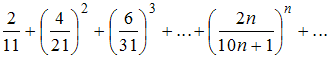 2/11 + (4/21)^2 + (6/31)^3 + ... + (2n/(10n+1))^n + ...